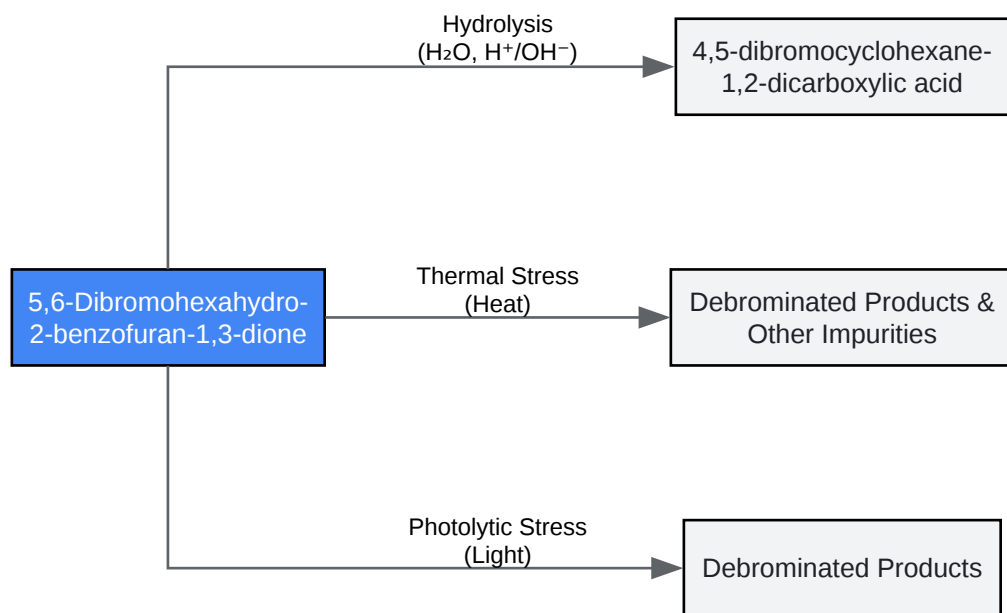 Hydrolysis
(H₂O, H⁺/OH⁻)
4,5-dibromocyclohexane-
1,2-dicarboxylic acid
5,6-Dibromohexahydro-
2-benzofuran-1,3-dione
Thermal Stress
(Heat)
Debrominated Products &
Other Impurities
Photolytic Stress
(Light)
Debrominated Products